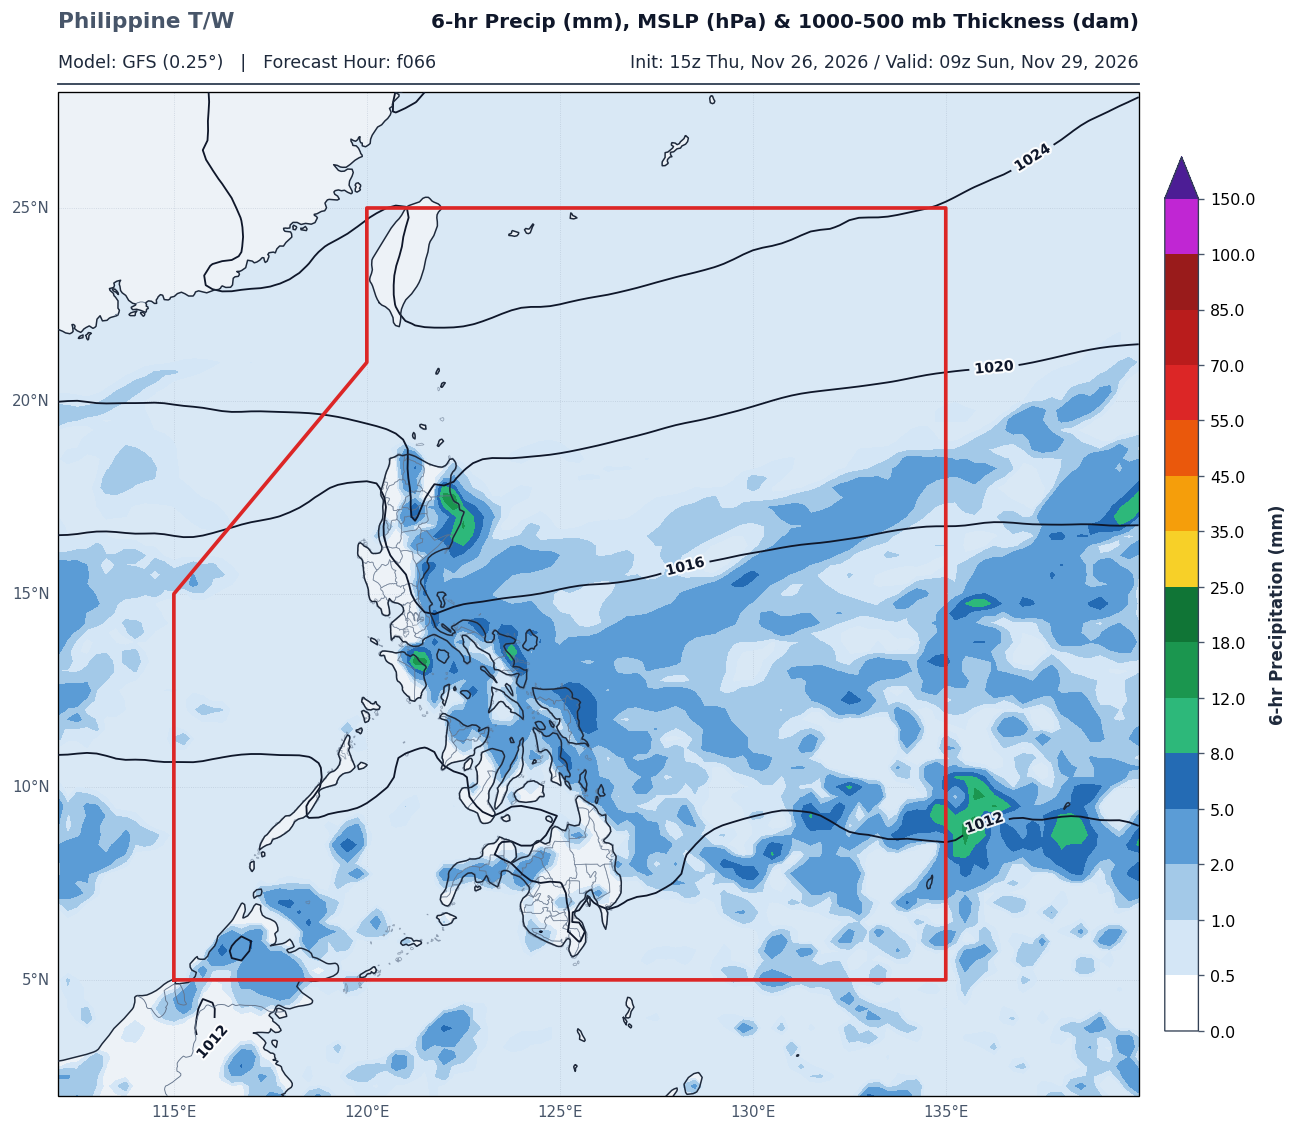 Philippine T/W
6-hr Precip (mm), MSLP (hPa) & 1000-500 mb Thickness (dam)
Model: GFS (0.25°) | Forecast Hour: f066
Init: 15z Thu, Nov 26, 2026 / Valid: 09z Sun, Nov 29, 2026
25°N
20°N
15°N
10°N
5°N
115°E
120°E
125°E
130°E
135°E
1024
1020
1016
1012
1012
150.0
100.0
85.0
70.0
55.0
45.0
35.0
25.0
18.0
12.0
8.0
5.0
2.0
1.0
0.5
0.0
6-hr Precipitation (mm)